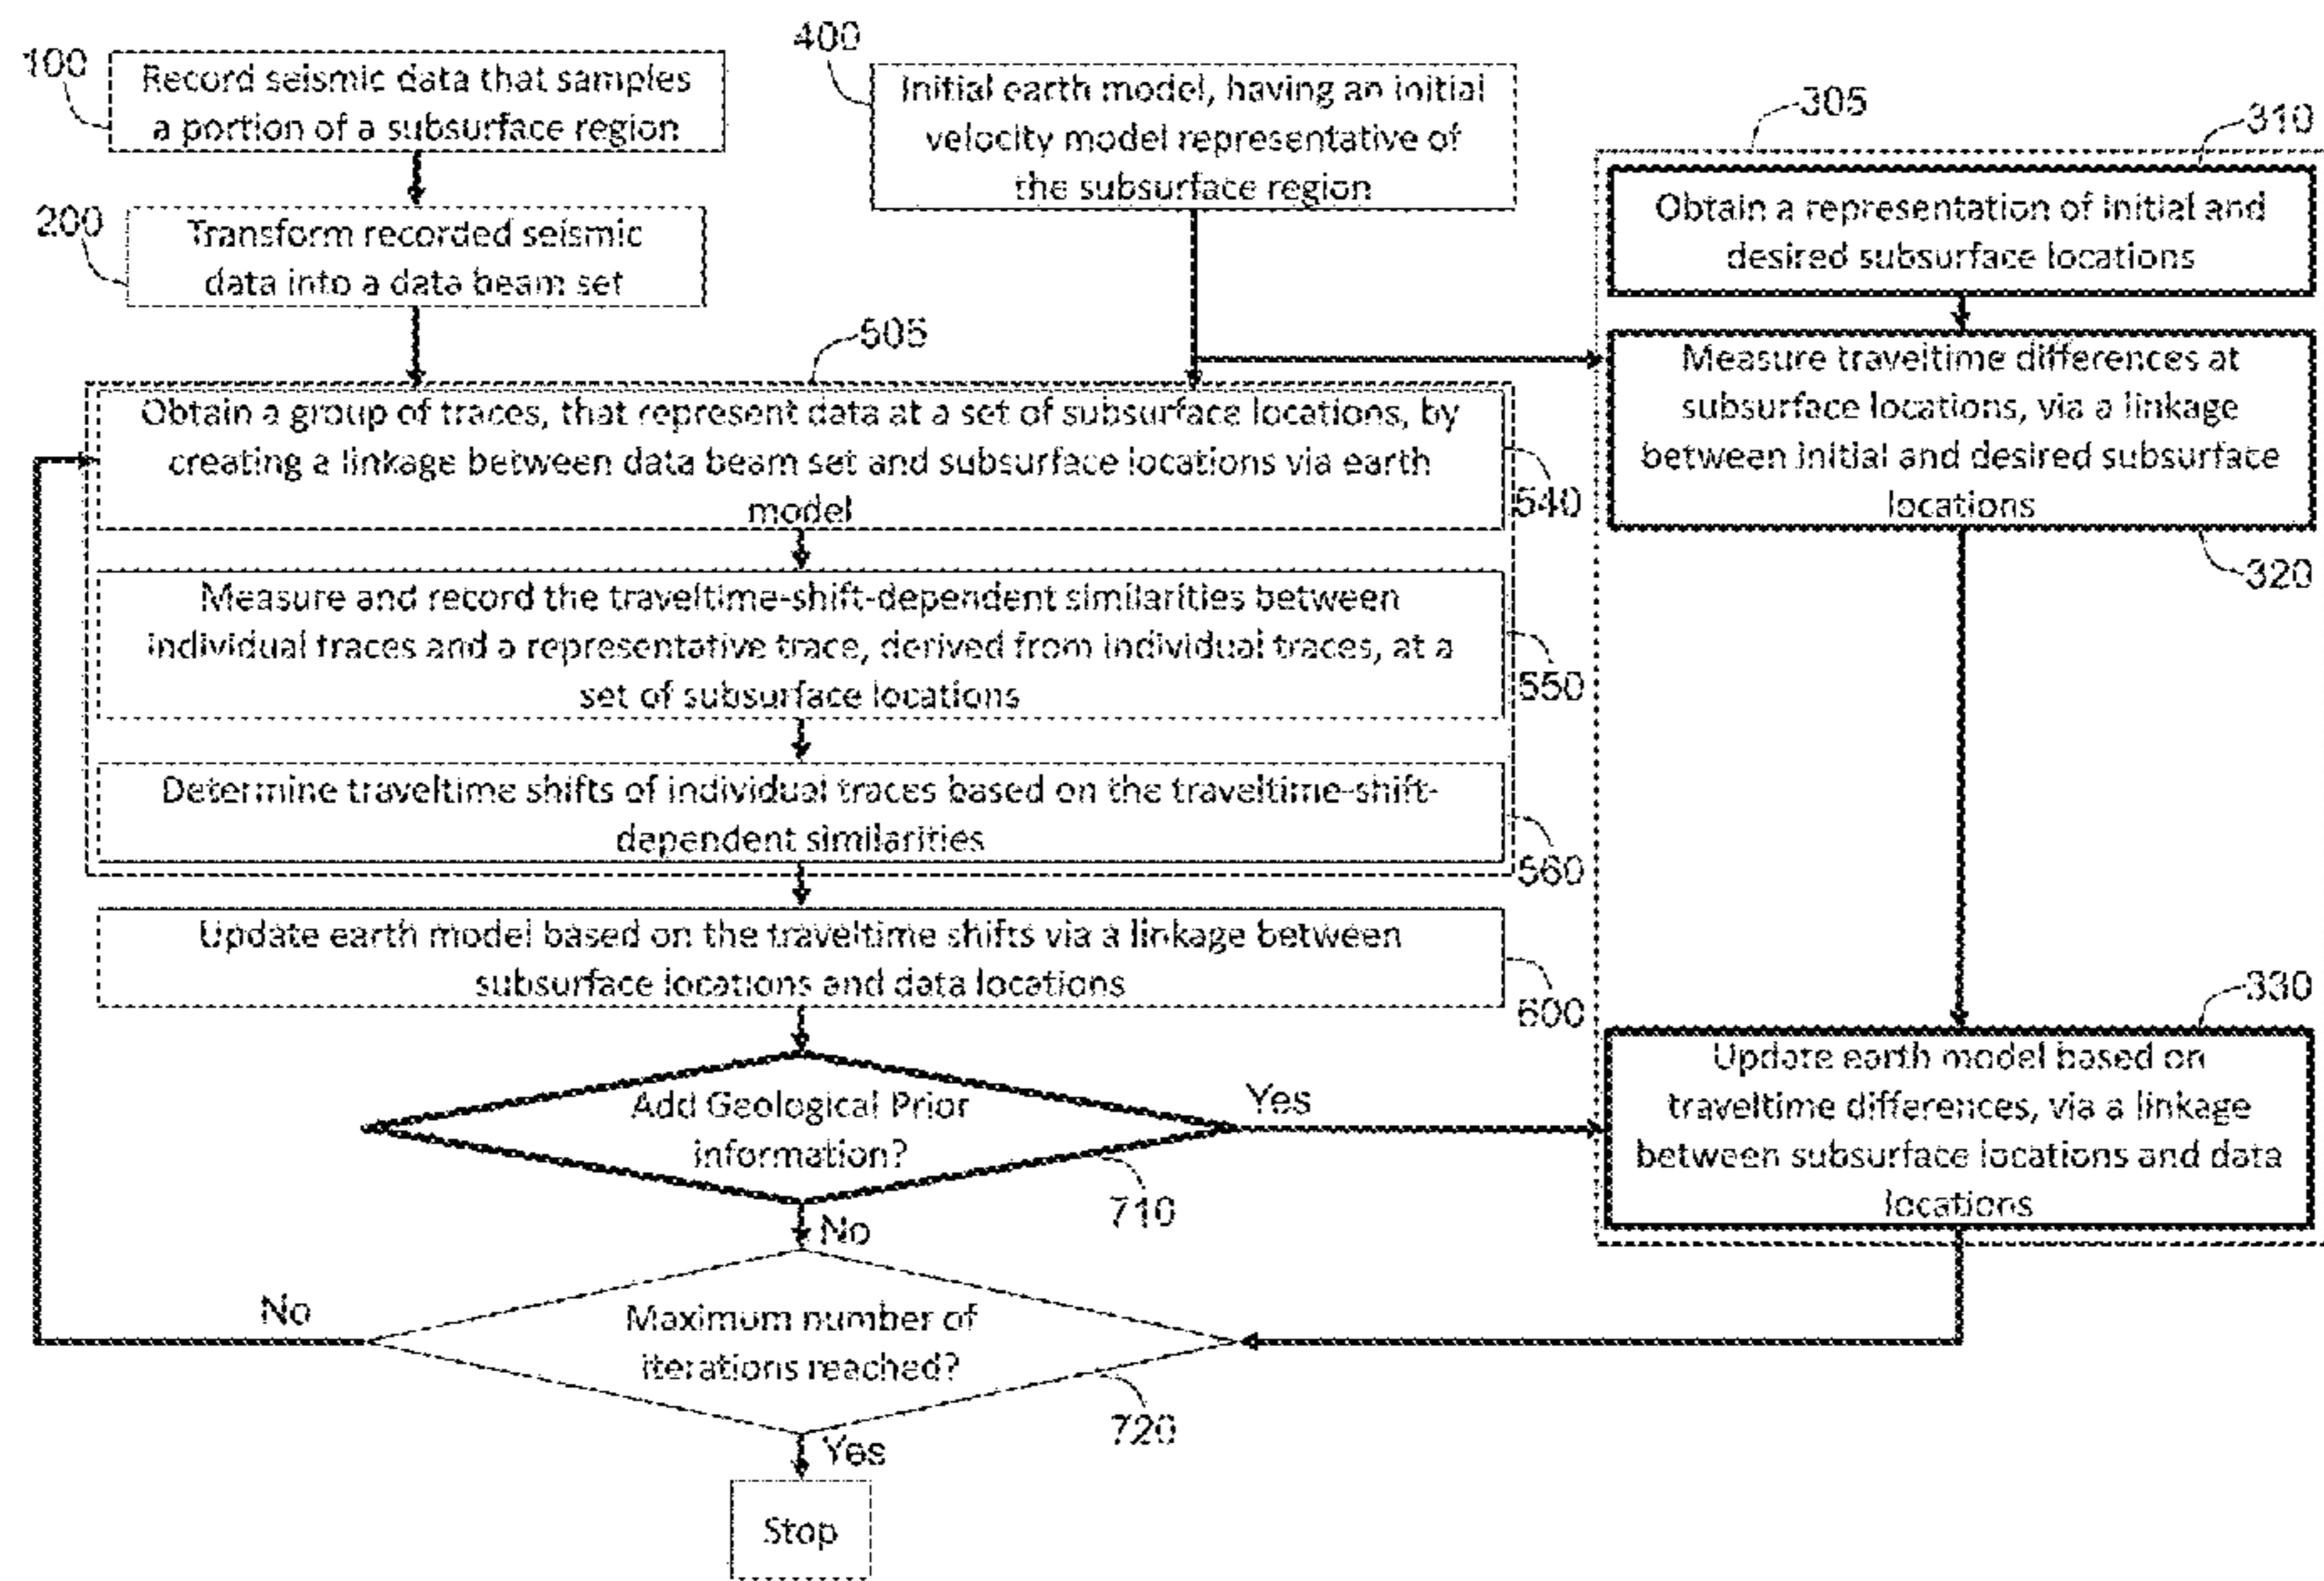 100
Record seismic data that samples
a portion of a subsurface region
200
Transform recorded seismic
data into a data beam set
400
Initial earth model, having an initial
velocity model representative of
the subsurface region
305
310
Obtain a representation of initial and
desired subsurface locations
Measure traveltime differences at
subsurface locations, via a linkage
between initial and desired subsurface
locations
320
505
Obtain a group of traces, that represent data at a set of subsurface locations, by
creating a linkage between data beam set and subsurface locations via earth
model
540
Measure and record the traveltime-shift-dependent similarities between
individual traces and a representative trace, derived from individual traces, at a
set of subsurface locations
550
Determine traveltime shifts of individual traces based on the traveltime-shift-
dependent similarities
560
Update earth model based on the traveltime shifts via a linkage between
subsurface locations and data locations
600
330
Update earth model based on
traveltime differences, via a linkage
between subsurface locations and data
locations
Add Geological Prior
information?
Yes
710
No
Maximum number of
iterations reached?
No
720
Yes
Stop